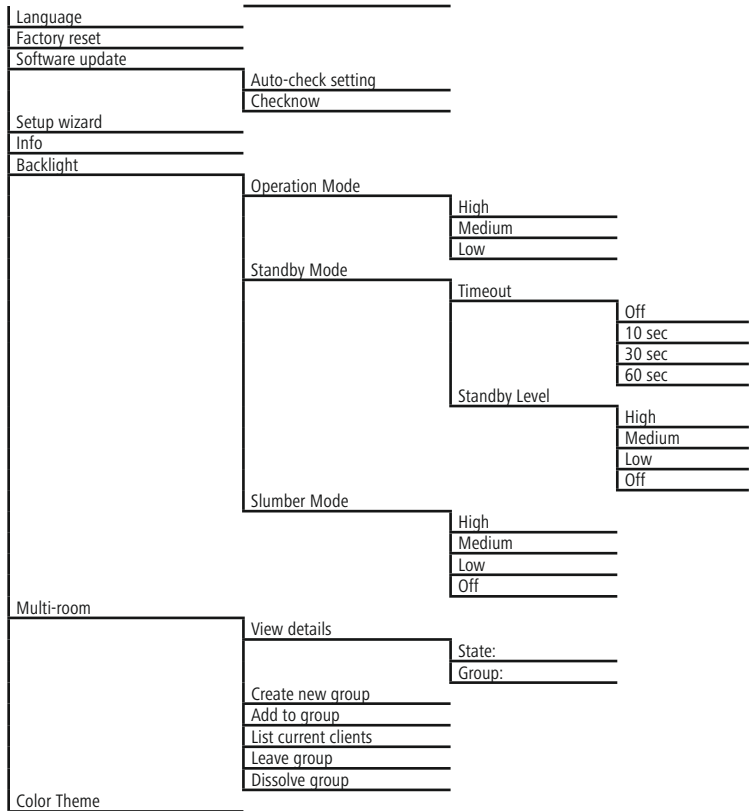 Language
Factory reset
Software update
Auto-check setting
Checknow
Setup wizard
Info
Backlight
Operation Mode
High
Medium
Low
Standby Mode
Timeout
Off
10 sec
30 sec
60 sec
Standby Level
High
Medium
Low
Off
Slumber Mode
High
Medium
Low
Off
Multi-room
View details
State:
Group:
Create new group
Add to group
List current clients
Leave group
Dissolve group
Color Theme